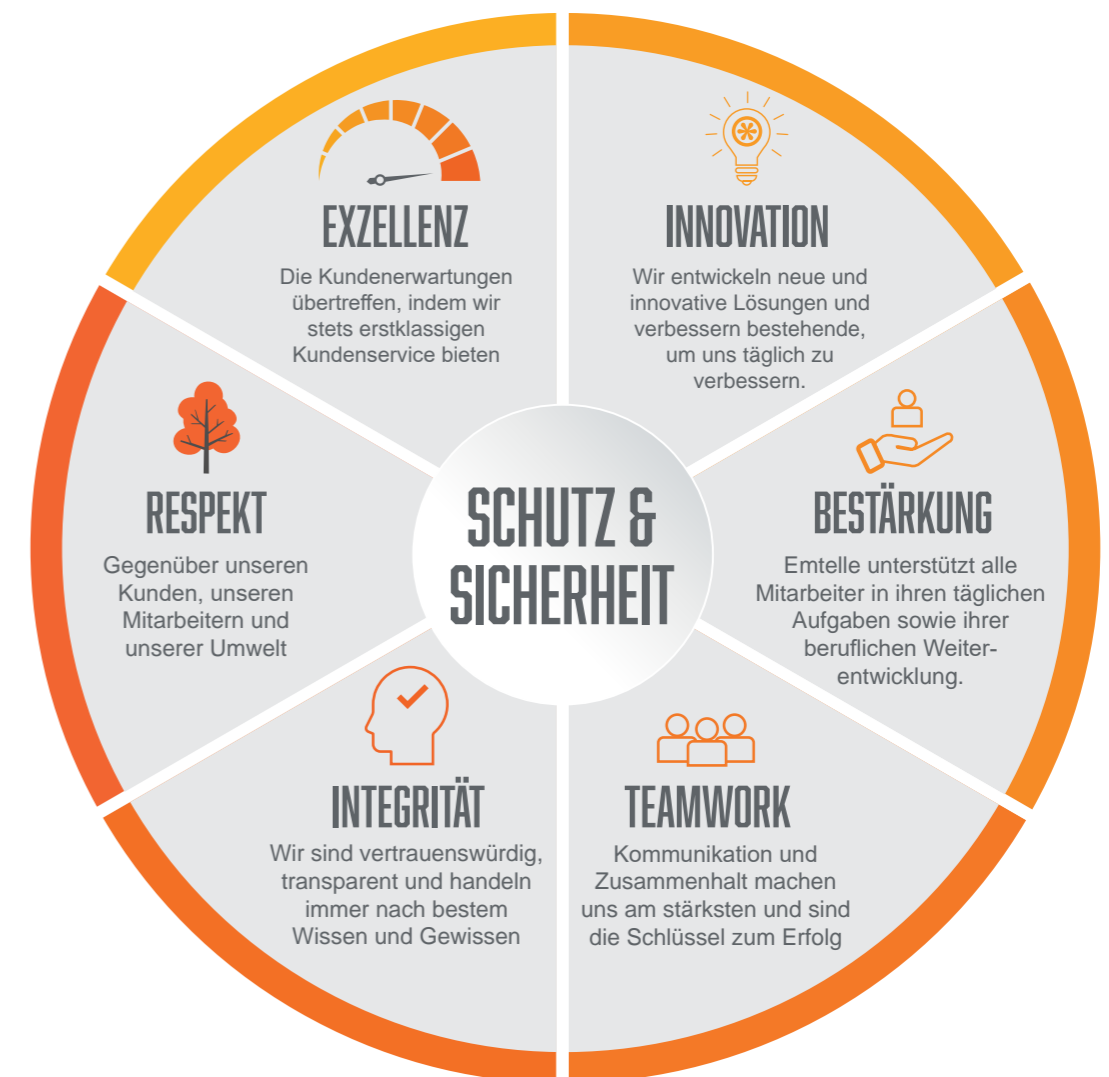 EXZELLENZ
Die Kundenerwartungen
übertreffen, indem wir
stets erstklassigen
Kundenservice bieten
INNOVATION
Wir entwickeln neue und
innovative Lösungen und
verbessern bestehende,
um uns täglich zu
verbessern.
RESPEKT
Gegenüber unseren
Kunden, unseren
Mitarbeitern und
unserer Umwelt
SCHUTZ &
SICHERHEIT
BESTÄRKUNG
Emtelle unterstützt alle
Mitarbeiter in ihren täglichen
Aufgaben sowie ihrer
beruflichen Weiter-
entwicklung.
INTEGRITÄT
Wir sind vertrauenswürdig,
transparent und handeln
immer nach bestem
Wissen und Gewissen
TEAMWORK
Kommunikation und
Zusammenhalt machen
uns am stärksten und sind
die Schlüssel zum Erfolg